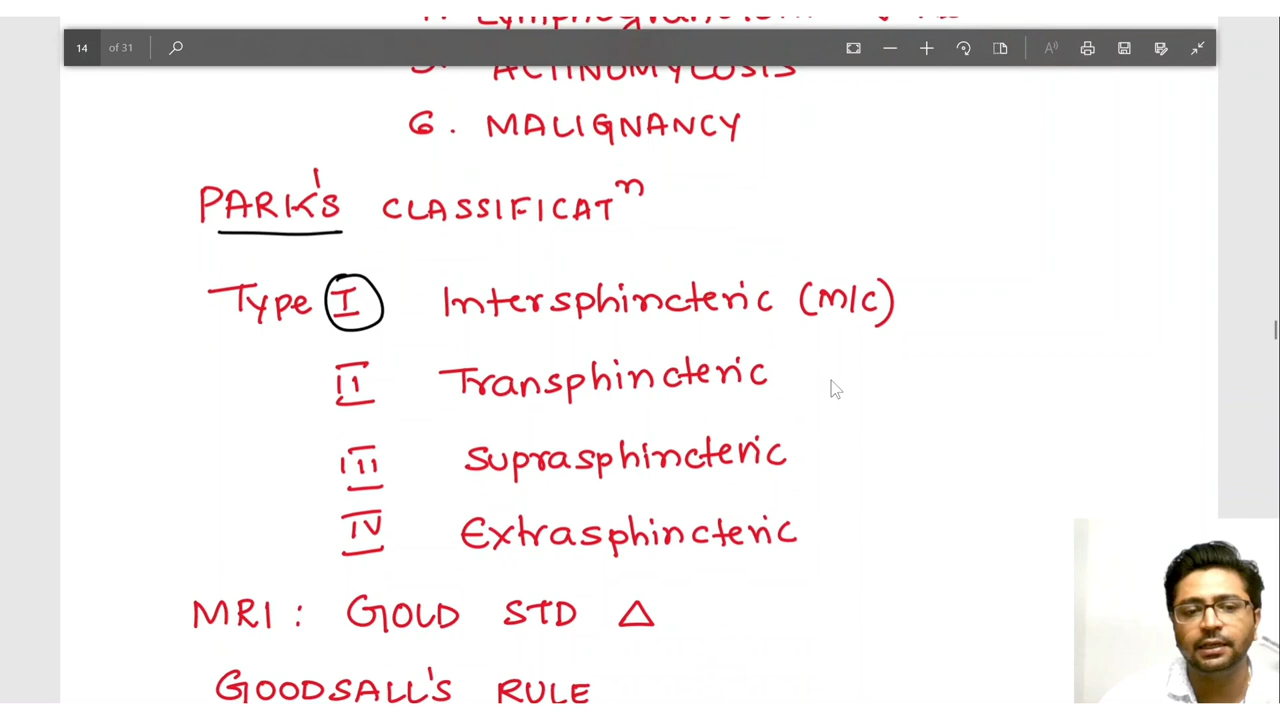 14 of 31
6. MALIGNANCY
PARK'S CLASSIFICATⁿ
Type I Intersphincteric (M/C)
II Transphincteric
III Suprasphincteric
IV Extrasphincteric
MRI: GOLD STD Δ
GOODSALL'S RULE